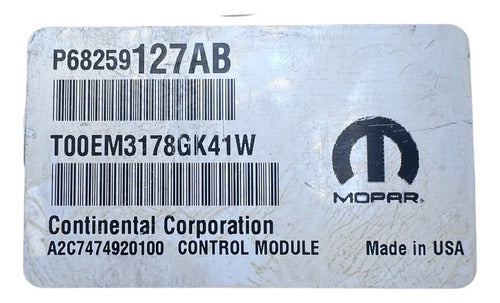 P68259127AB
T00EM3178GK41W
MOPAR®
Continental Corporation
A2C7474920100 CONTROL MODULE Made in USA